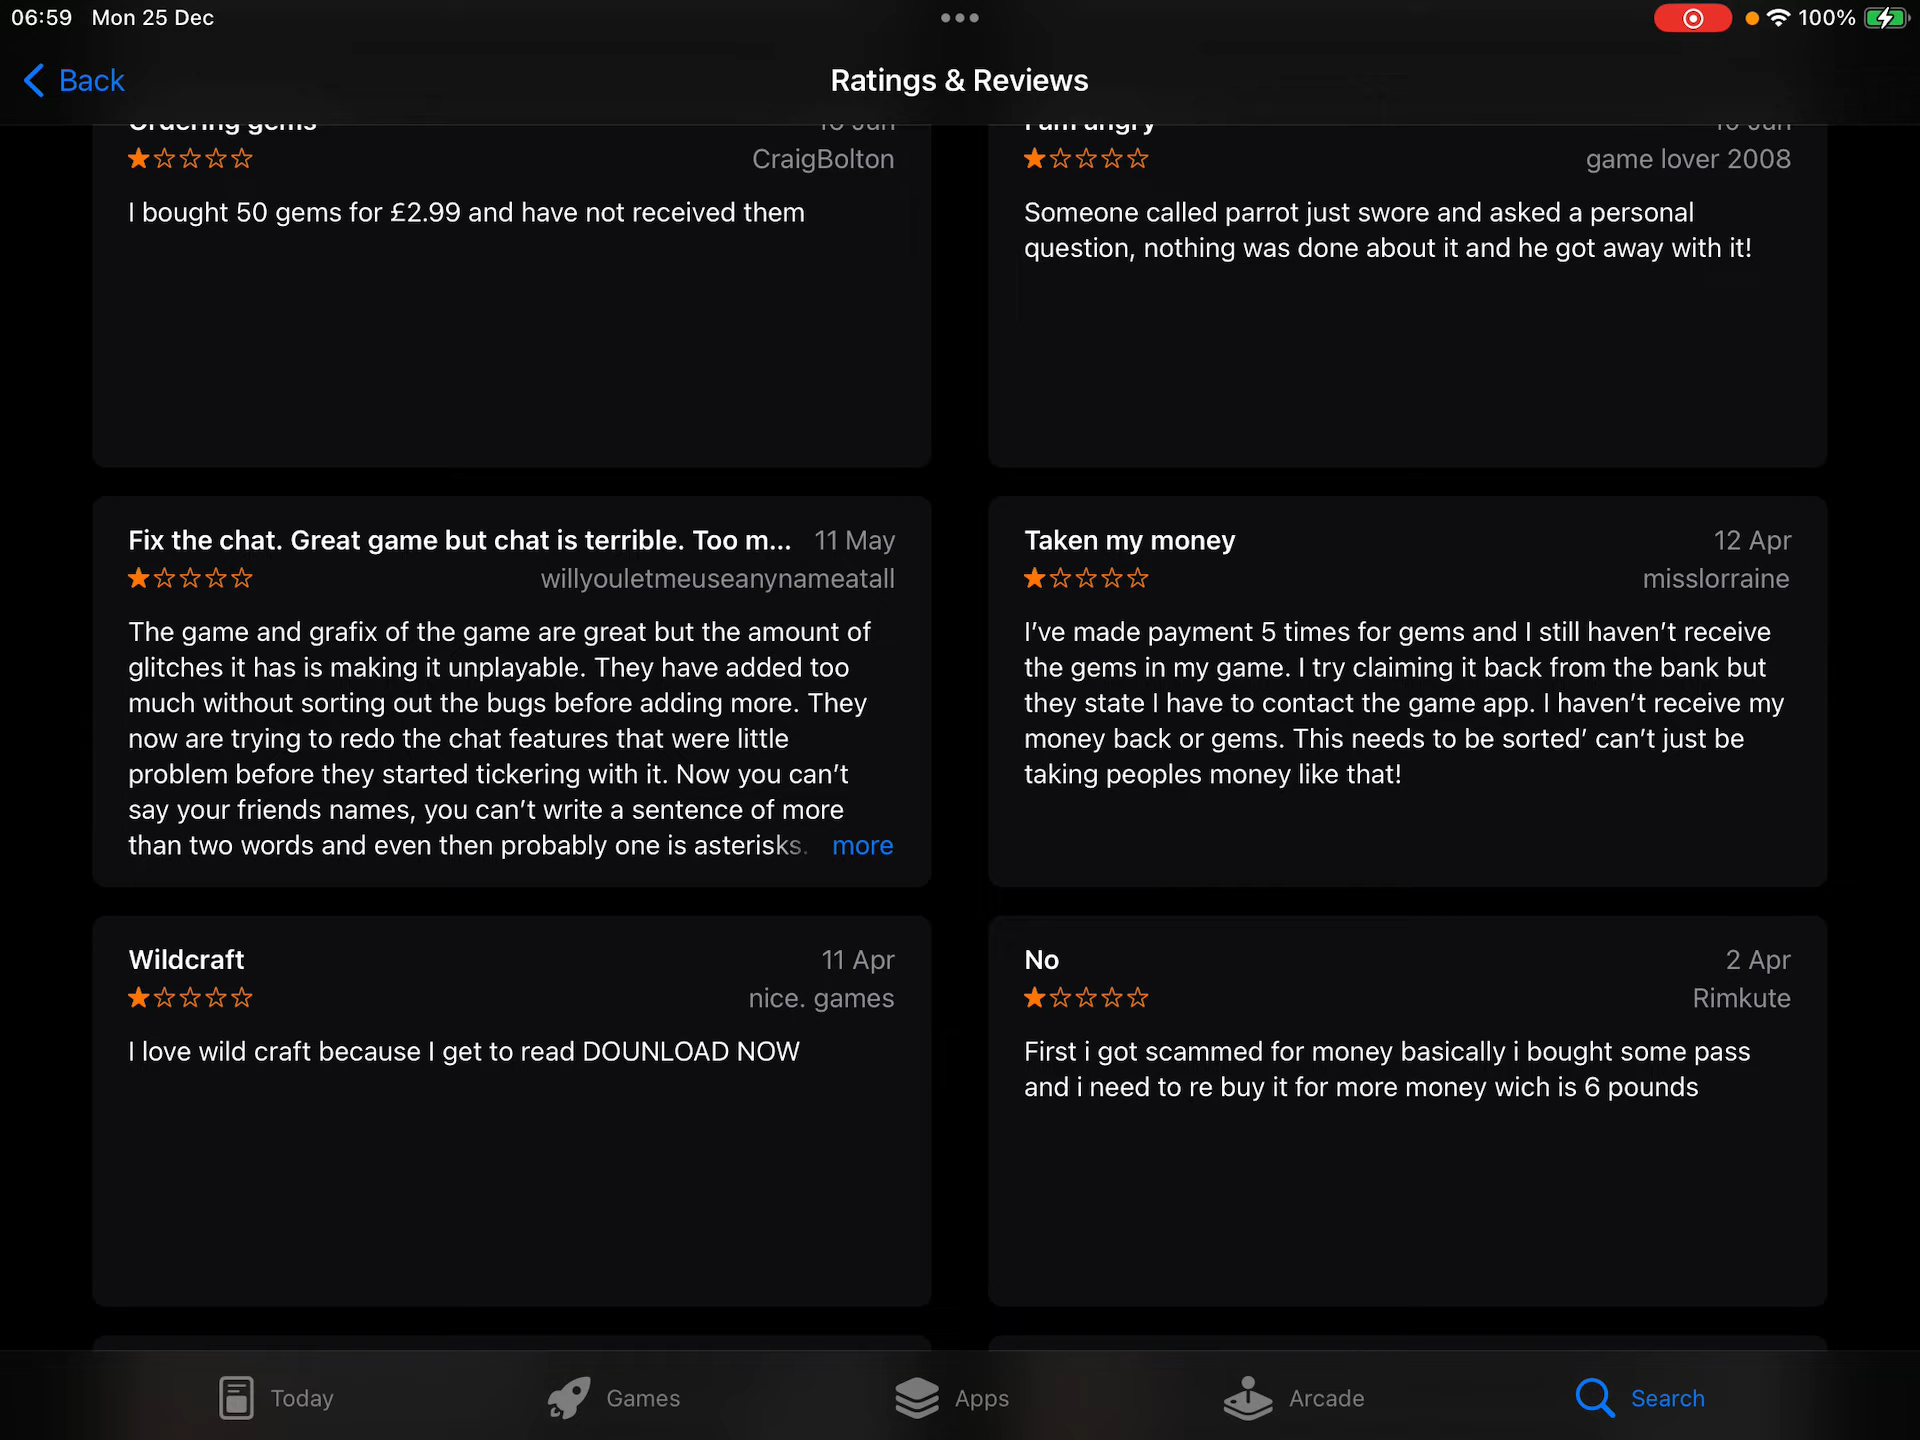 06:59 Mon 25 Dec
100%
Back
Ratings & Reviews
Ordering gems
CraigBolton
I bought 50 gems for £2.99 and have not received them
I am angry
game lover 2008
Someone called parrot just swore and asked a personal
question, nothing was done about it and he got away with it!
Fix the chat. Great game but chat is terrible. Too m... 11 May
willyouletmeuseanynameatall
The game and grafix of the game are great but the amount of
glitches it has is making it unplayable. They have added too
much without sorting out the bugs before adding more. They
now are trying to redo the chat features that were little
problem before they started tickering with it. Now you can't
say your friends names, you can't write a sentence of more
than two words and even then probably one is asterisks. more
Taken my money 12 Apr
misslorraine
I've made payment 5 times for gems and I still haven't receive
the gems in my game. I try claiming it back from the bank but
they state I have to contact the game app. I haven't receive my
money back or gems. This needs to be sorted' can't just be
taking peoples money like that!
Wildcraft 11 Apr
nice. games
I love wild craft because I get to read DOUNLOAD NOW
No 2 Apr
Rimkute
First i got scammed for money basically i bought some pass
and i need to re buy it for more money wich is 6 pounds
Today
Games
Apps
Arcade
Search